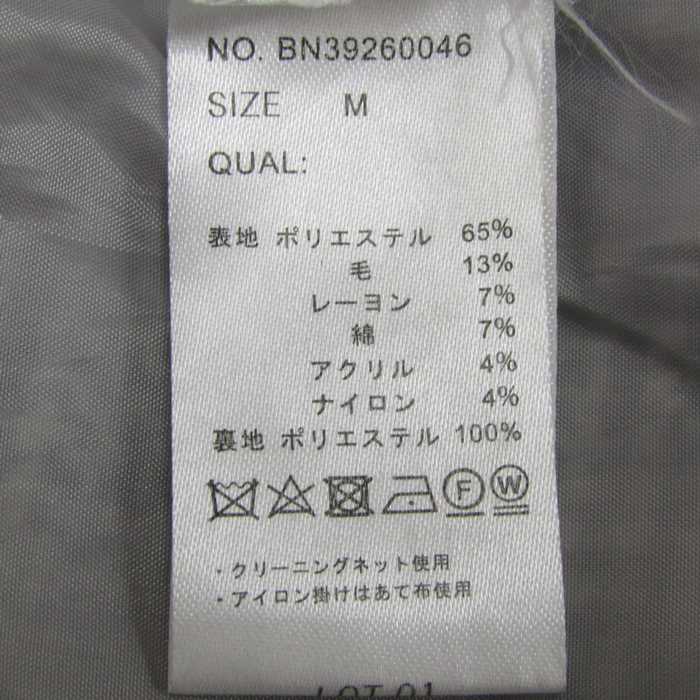 NO. BN39260046
SIZE M
QUAL:
表地 ポリエステル 65%
毛 13%
レーヨン 7%
綿 7%
アクリル 4%
ナイロン 4%
裏地 ポリエステル 100%
F W
・クリーニングネット使用
・アイロン掛けはあて布使用
LOT 01